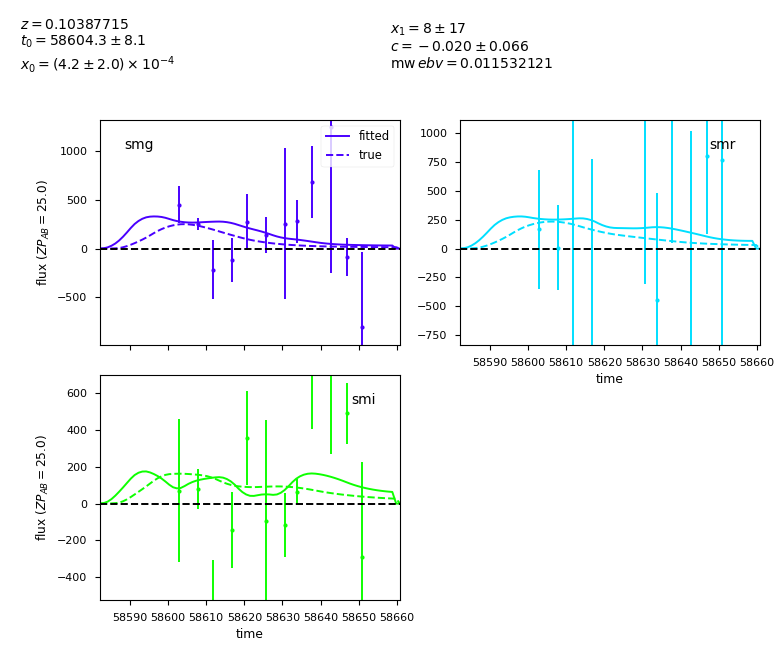 z = 0.10387715
t₀ = 58604.3 ± 8.1
x₀ = (4.2 ± 2.0) × 10⁻⁴
x₁ = 8 ± 17
c = −0.020 ± 0.066
mw ebv = 0.011532121
smg
fitted
true
1000
500
0
−500
flux (ZP_AB = 25.0)
smr
1000
750
500
250
0
−250
−500
−750
58590 58600 58610 58620 58630 58640 58650 58660
time
smi
600
400
200
0
−200
−400
flux (ZP_AB = 25.0)
58590 58600 58610 58620 58630 58640 58650 58660
time